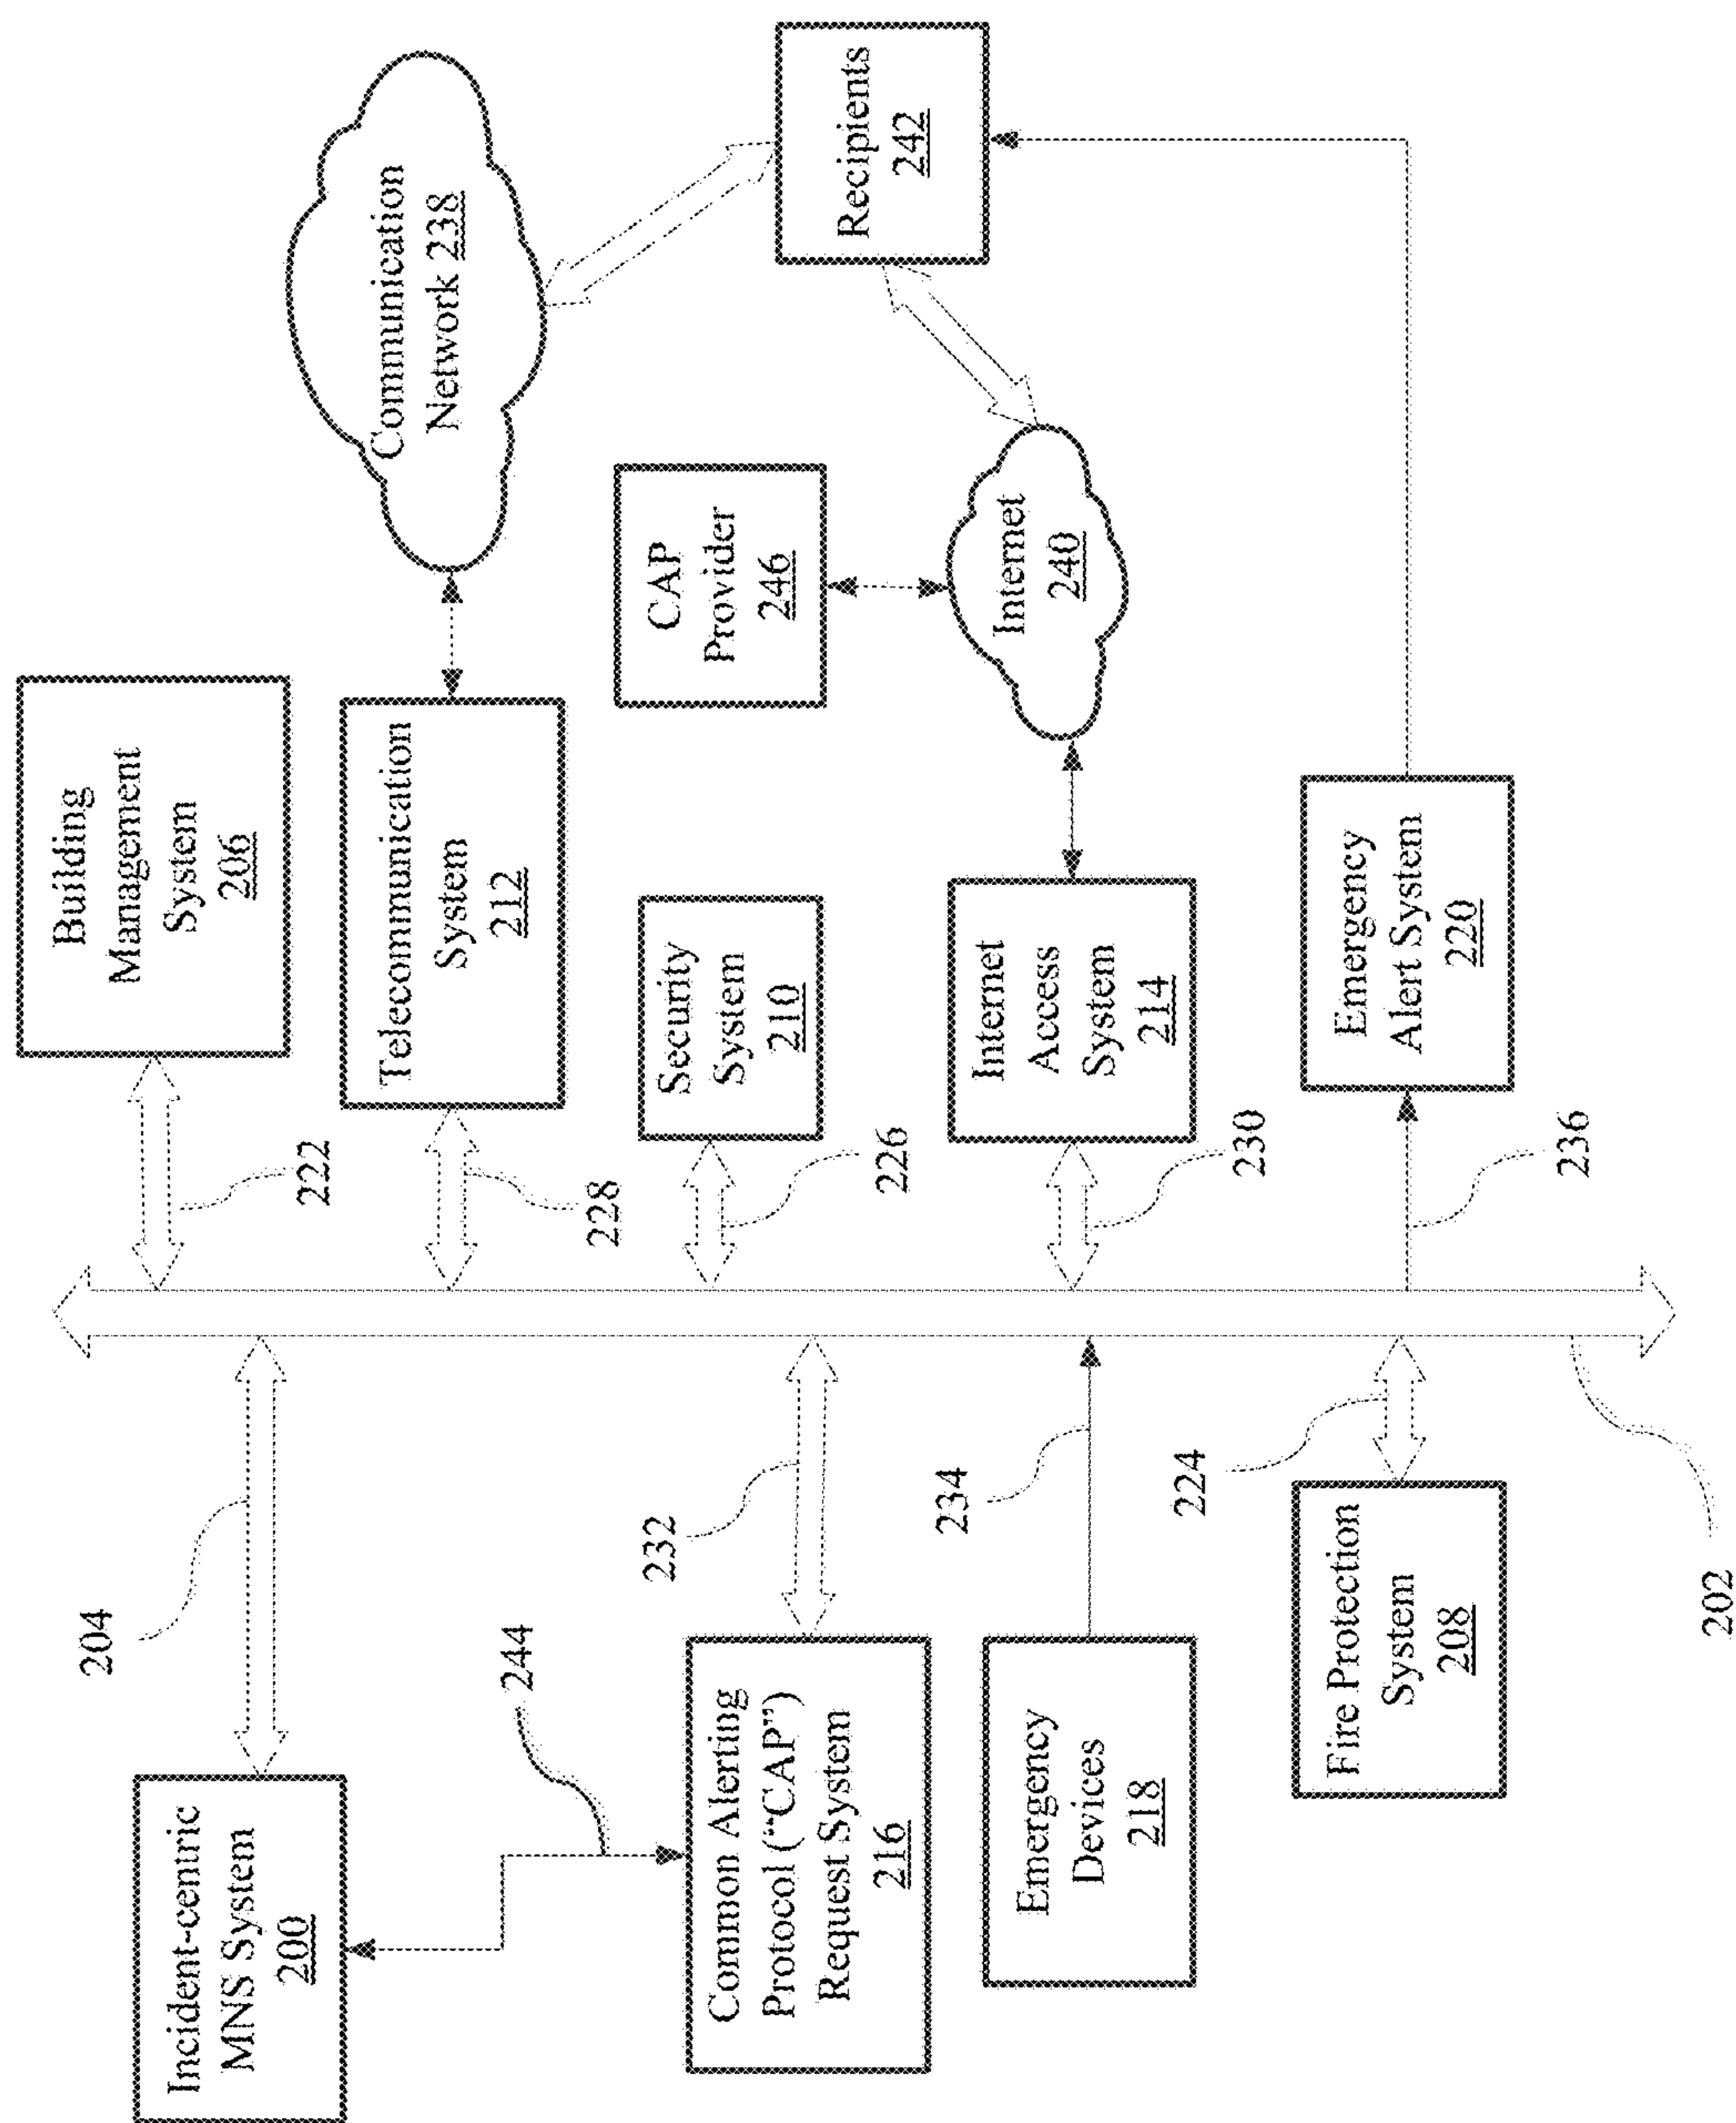 Incident-centric
MNS System
200
204
244
Common Alerting
Protocol (“CAP”)
Request System
216
232
Emergency
Devices
218
234
Fire Protection
System
208
224
202
Building
Management
System
206
222
Telecommunication
System
212
228
Security
System
210
226
Internet
Access
System
214
230
Emergency
Alert System
220
236
Communication
Network 238
CAP
Provider
246
Internet
240
Recipients
242